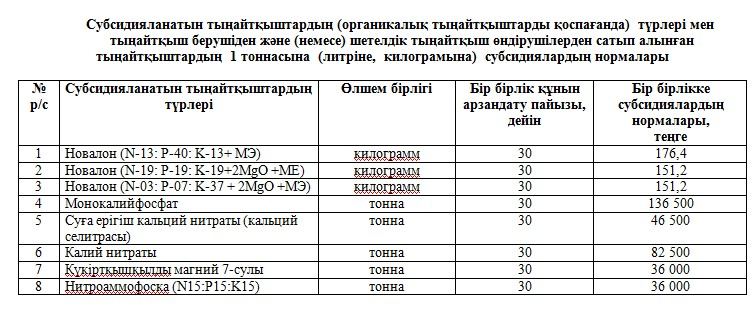 Субсидияланатын тыңайтқыштардың (органикалық тыңайтқыштарды қоспағанда) түрлері мен
тыңайтқыш берушіден және (немесе) шетелдік тыңайтқыш өндірушілерден сатып алынған
тыңайтқыштардың 1 тоннасына (литріне, килограмына) субсидиялардың нормалары
№ р/с Субсидияланатын тыңайтқыштардың түрлері Өлшем бірлігі Бір бірлік құнын арзандату пайызы, дейін Бір бірлікке субсидиялардың нормалары, теңге
1 Новалон (N-13: P-40: K-13+ МЭ) килограмм 30 176,4
2 Новалон (N-19: P-19: K-19+2MgO +ME) килограмм 30 151,2
3 Новалон (N-03: P-07: K-37 + 2MgO +МЭ) килограмм 30 151,2
4 Монокалийфосфат тонна 30 136 500
5 Суға ерігіш кальций нитраты (кальций селитрасы) тонна 30 46 500
6 Калий нитраты тонна 30 82 500
7 Күкіртқышқылды магний 7-сулы тонна 30 36 000
8 Нитроаммофоска (N15:P15:K15) тонна 30 36 000